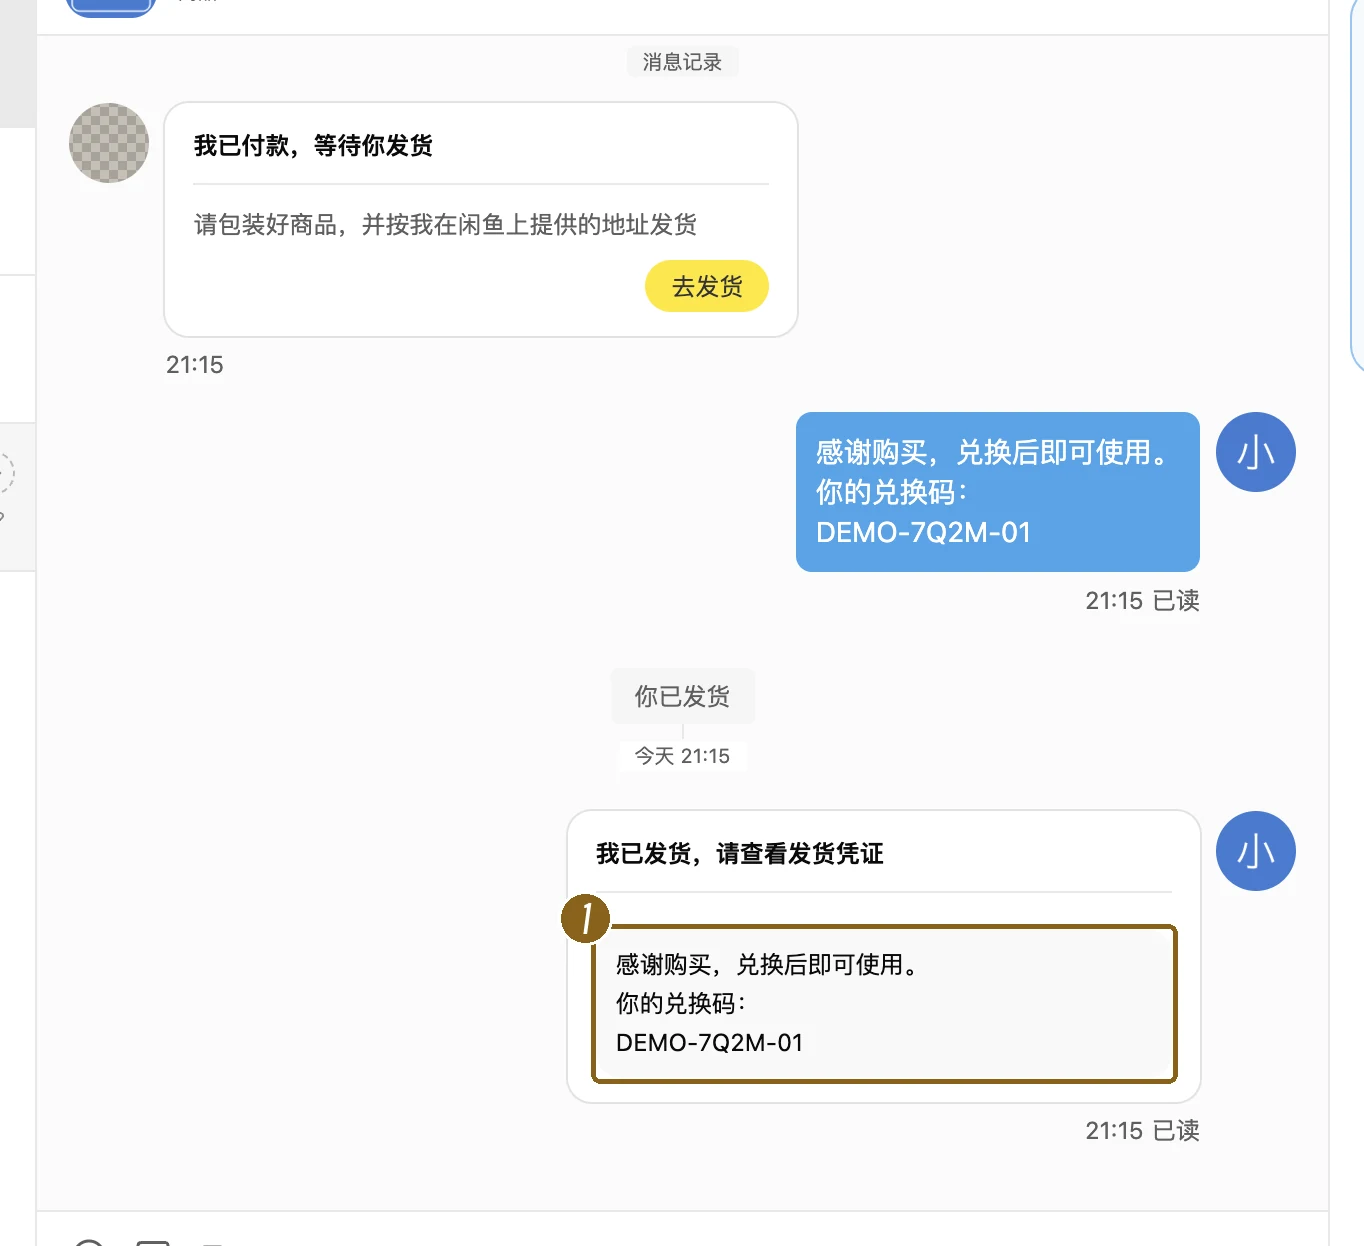 消息记录
我已付款，等待你发货
请包装好商品，并按我在闲鱼上提供的地址发货
去发货
21:15
感谢购买，兑换后即可使用。
你的兑换码：
DEMO-7Q2M-01
小
21:15 已读
你已发货
今天 21:15
我已发货，请查看发货凭证
小
1
感谢购买，兑换后即可使用。
你的兑换码：
DEMO-7Q2M-01
21:15 已读